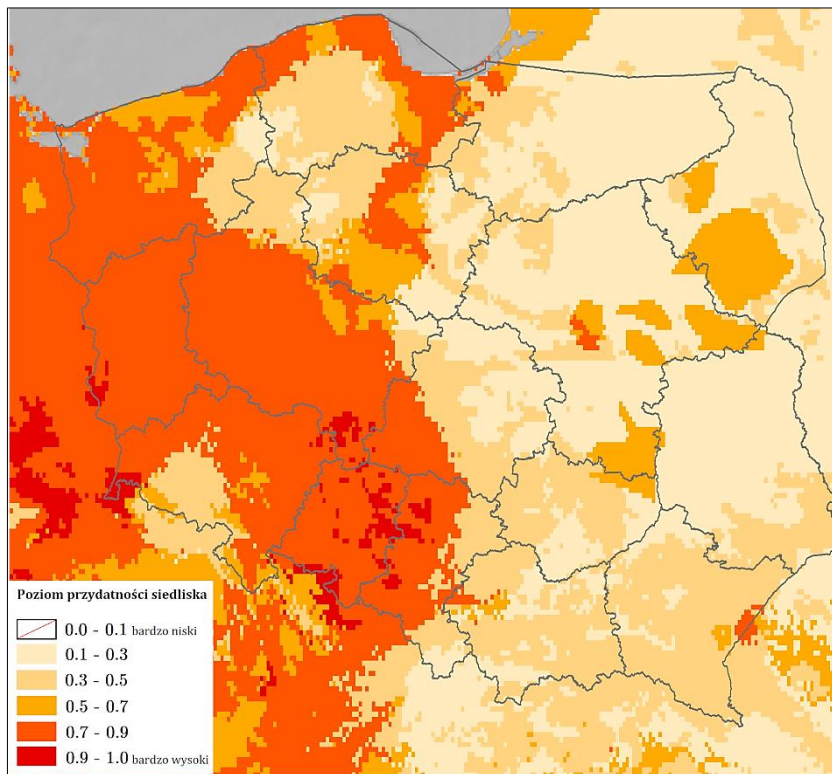 Poziom przydatności siedliska
0.0 - 0.1 bardzo niski
0.1 - 0.3
0.3 - 0.5
0.5 - 0.7
0.7 - 0.9
0.9 - 1.0 bardzo wysoki